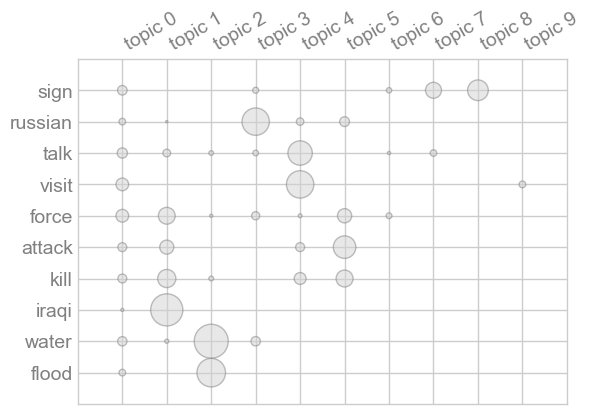 topic 0 topic 1 topic 2 topic 3 topic 4 topic 5 topic 6 topic 7 topic 8 topic 9
sign
russian
talk
visit
force
attack
kill
iraqi
water
flood